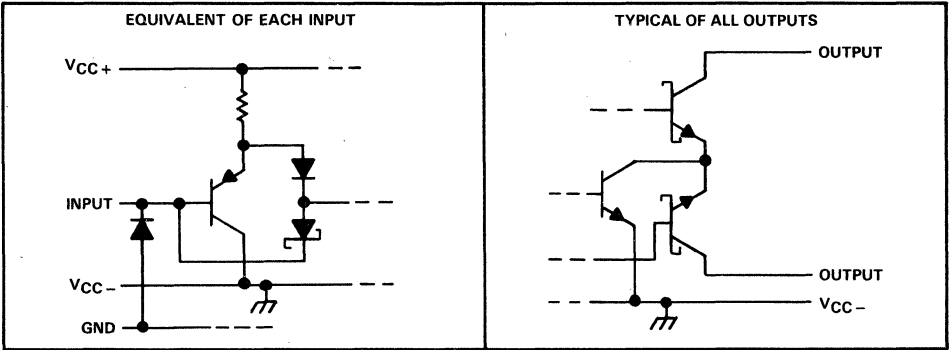 EQUIVALENT OF EACH INPUT
VCC+
INPUT
VCC−
GND
TYPICAL OF ALL OUTPUTS
OUTPUT
OUTPUT
VCC−